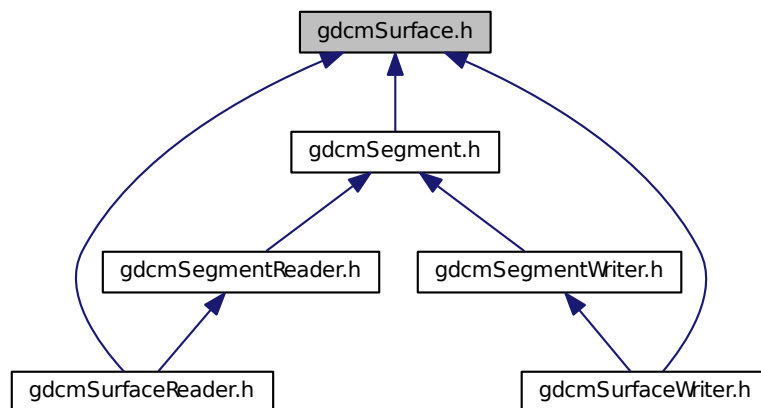 gdcmSurface.h
gdcmSegment.h
gdcmSegmentReader.h
gdcmSegmentWriter.h
gdcmSurfaceReader.h
gdcmSurfaceWriter.h